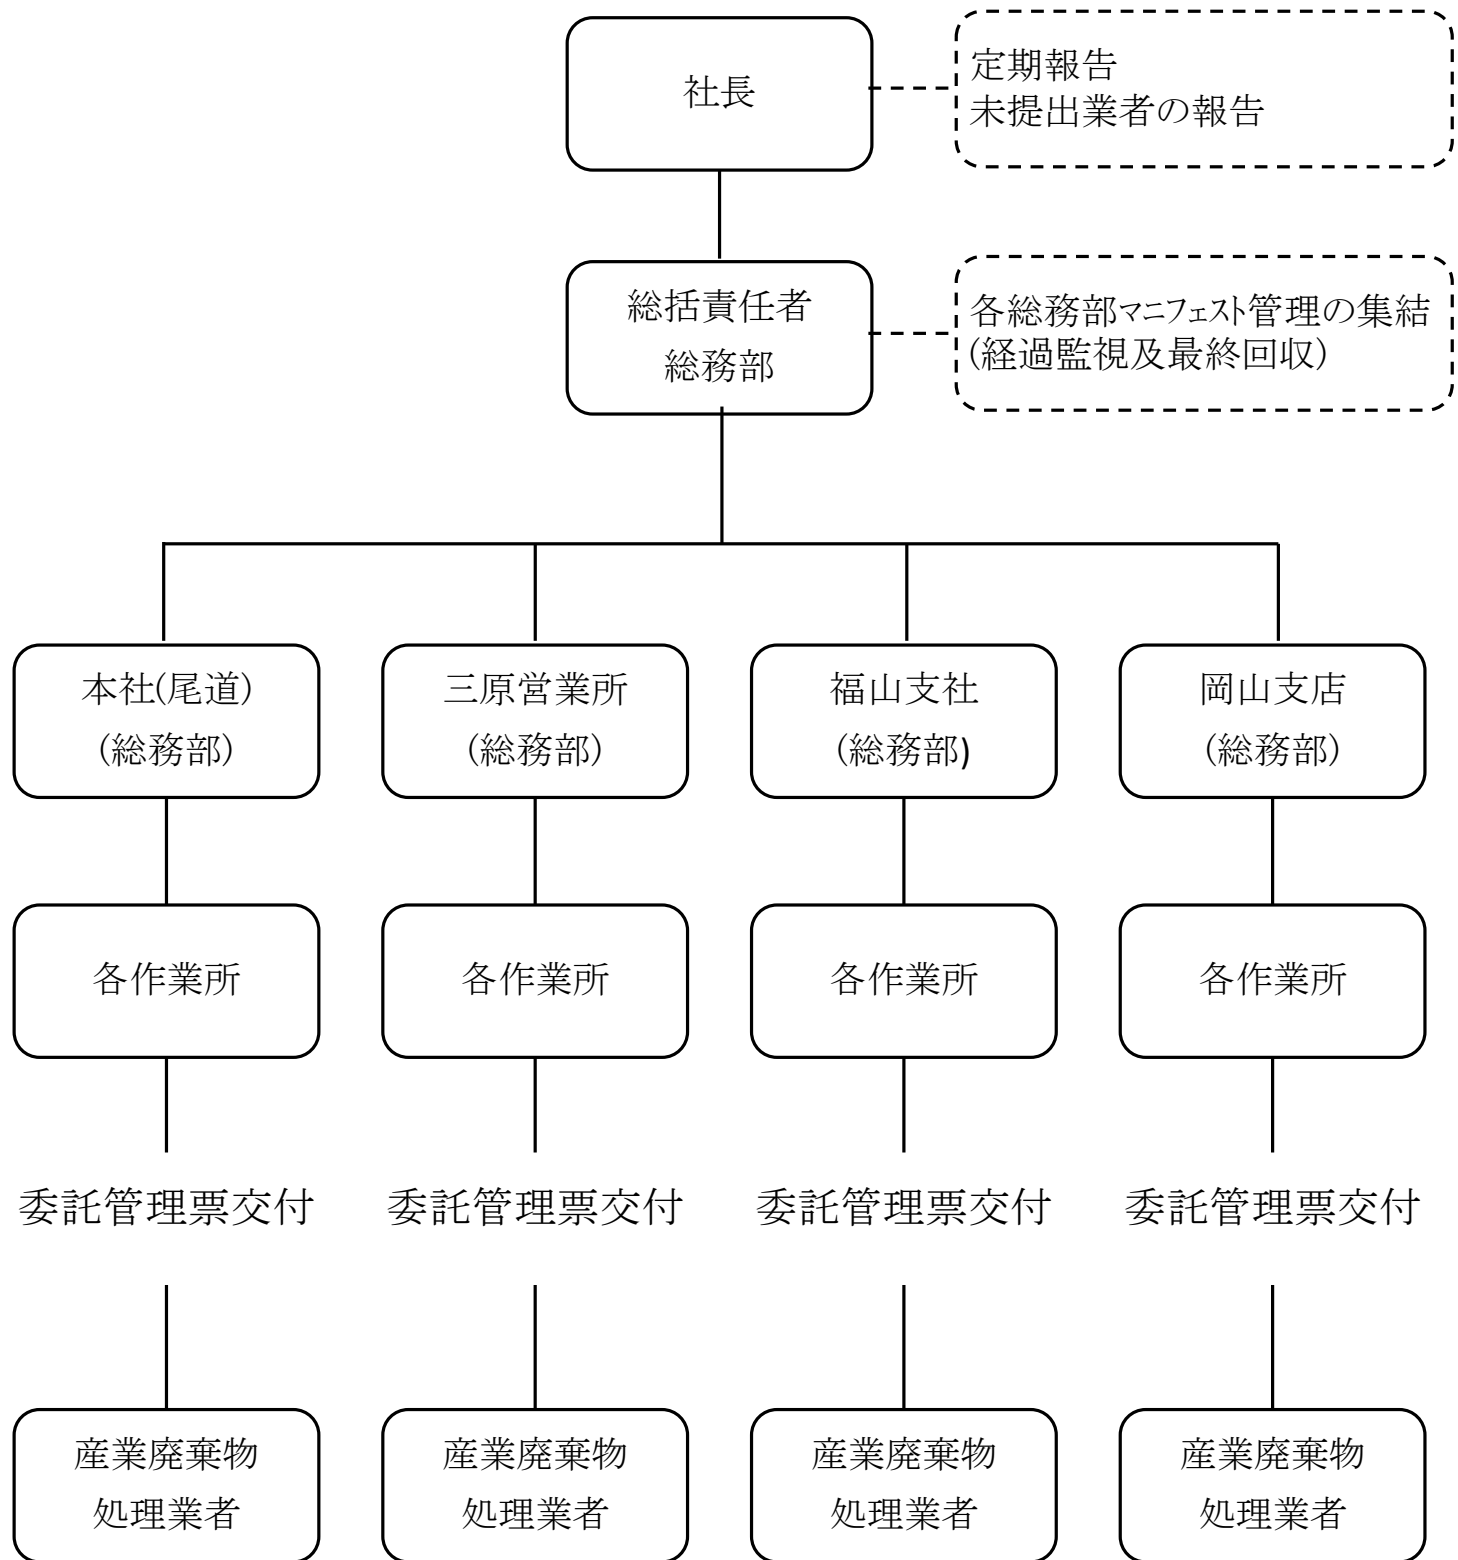 社長
定期報告
未提出業者の報告
総括責任者
総務部
各総務部マニフェスト管理の集結
(経過監視及最終回収)
本社(尾道)
(総務部)
三原営業所
(総務部)
福山支社
(総務部)
岡山支店
(総務部)
各作業所
各作業所
各作業所
各作業所
委託管理票交付
委託管理票交付
委託管理票交付
委託管理票交付
産業廃棄物
処理業者
産業廃棄物
処理業者
産業廃棄物
処理業者
産業廃棄物
処理業者